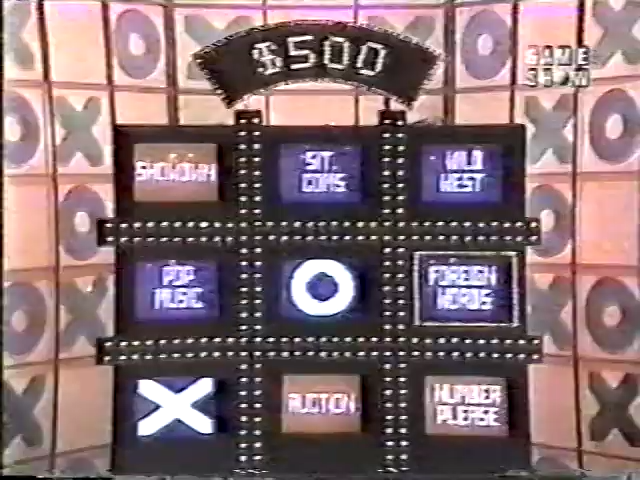 $500
GAME
SHOW
SHOWDOWN
SIT.
COMS
WILD
WEST
POP
MUSIC
O
FOREIGN
WORDS
X
AUCTION
NUMBER
PLEASE